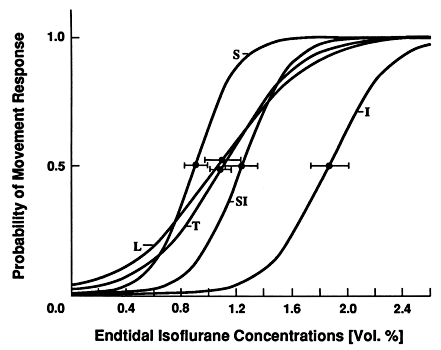 Probability of Movement Response
1.0
0.5
0.0
S
I
SI
L
T
0.4
0.8
1.2
1.6
2.0
2.4
Endtidal Isoflurane Concentrations [Vol. %]